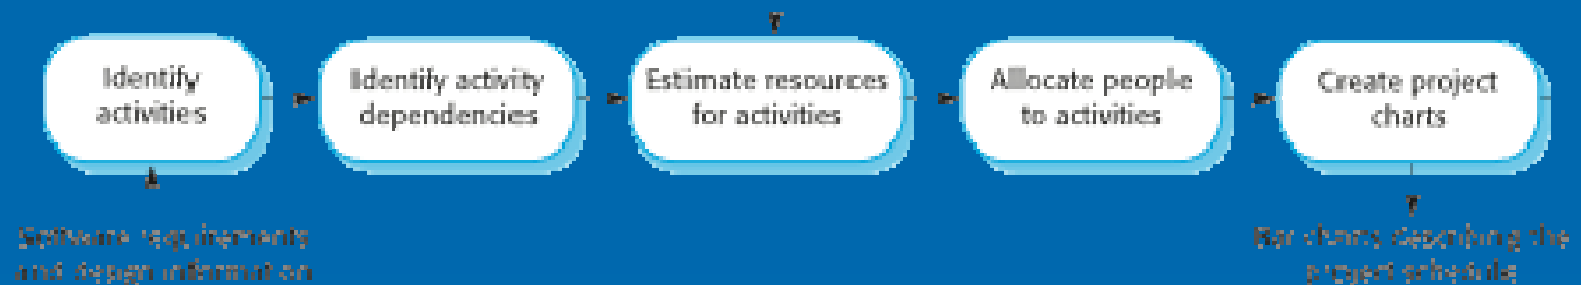 Identify
activities
Identify activity
dependencies
Estimate resources
for activities
Allocate people
to activities
Create project
charts
Software requirements
and design information
Bar charts describing the
project schedule